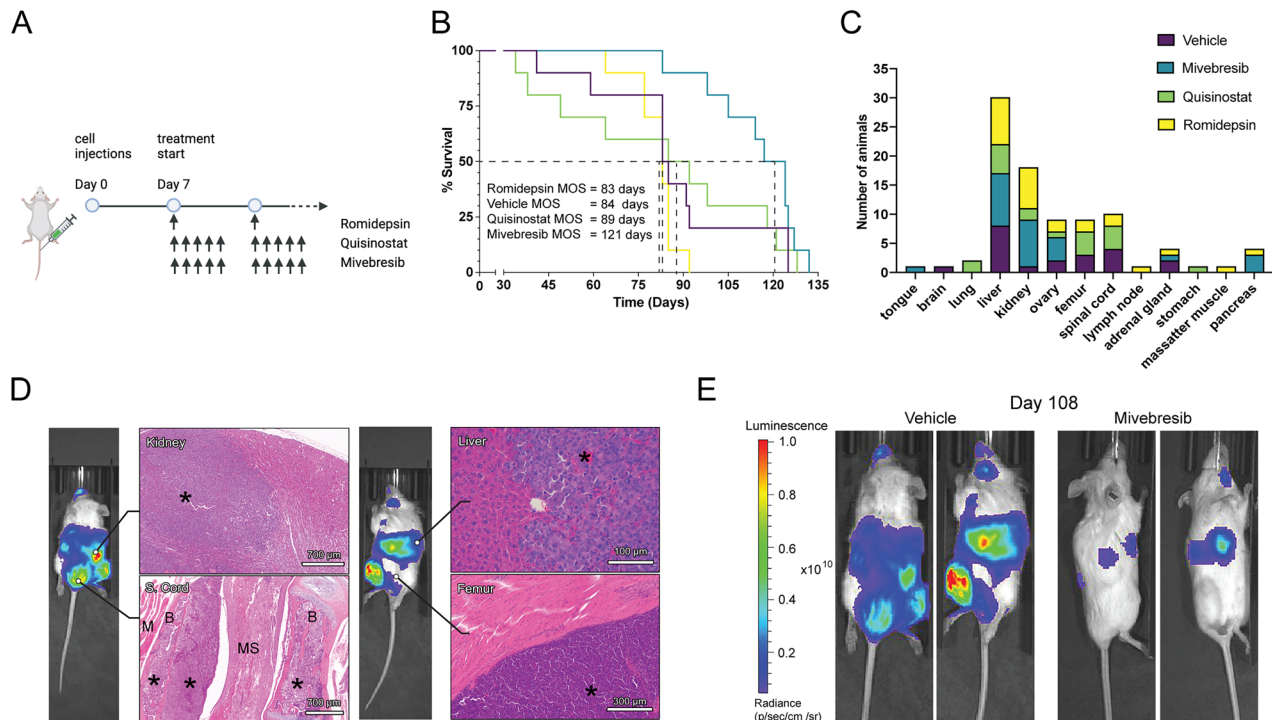 A
cell
injections
treatment
start
Day 0
Day 7
Romidepsin
Quisinostat
Mivebresib
B
% Survival
100
75
50
25
0
Romidepsin MOS = 83 days
Vehicle MOS = 84 days
Quisinostat MOS = 89 days
Mivebresib MOS = 121 days
0 30 45 60 75 90 105 120 135
Time (Days)
C
Vehicle
Mivebresib
Quisinostat
Romidepsin
Number of animals
35
30
25
20
15
10
5
0
tongue
brain
lung
liver
kidney
ovary
femur
spinal cord
lymph node
adrenal gland
stomach
massatter muscle
pancreas
D
Kidney
*
700 µm
S. Cord
M
B
MS
B
* * *
700 µm
Liver
*
100 µm
Femur
*
300 µm
E
Day 108
Luminescence
Vehicle
Mivebresib
1.0
0.8
0.6
x10^10
0.4
0.2
Radiance
(p/sec/cm /sr)